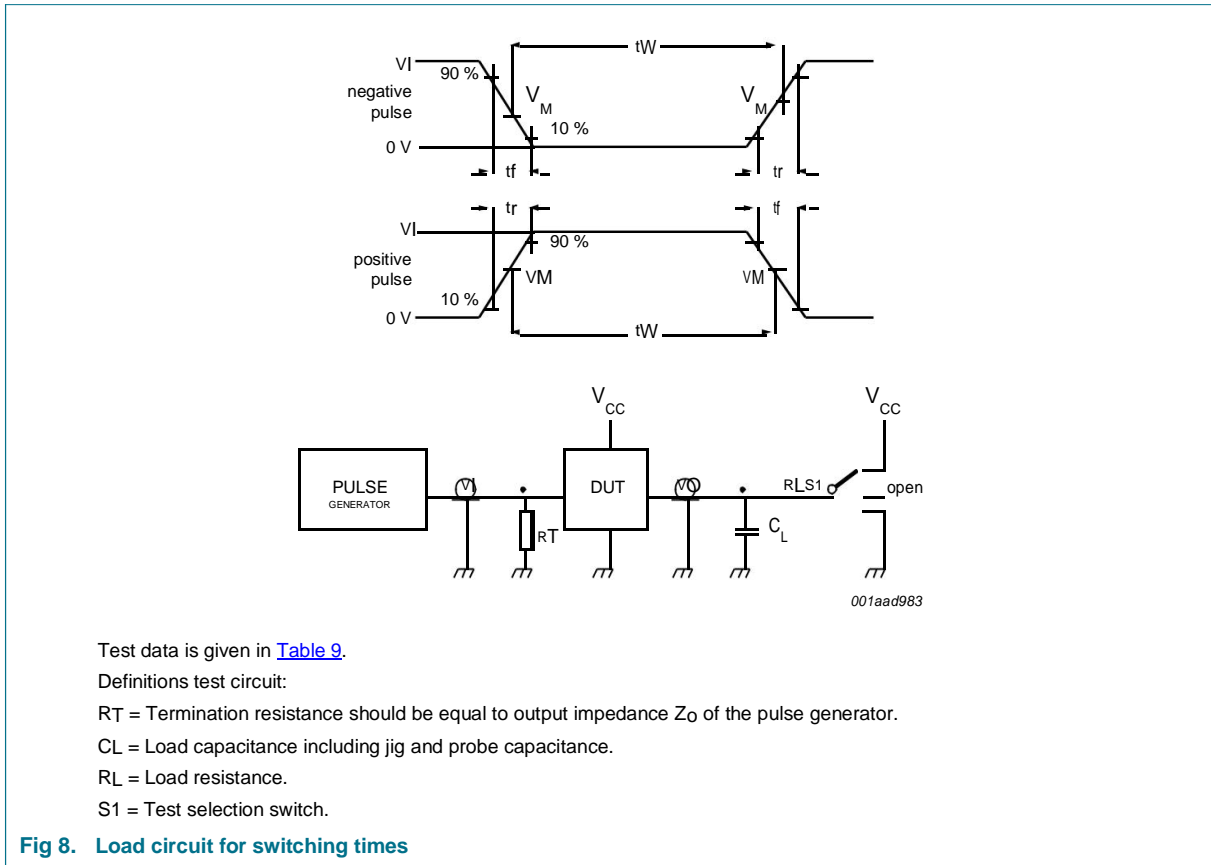 tW
VI
90 %
negative
pulse
VM
VM
10 %
0 V
tf
tr
tr
tf
VI
90 %
positive
pulse
VM
VM
10 %
0 V
tW
VCC
VCC
PULSE
GENERATOR
VI
DUT
VO
RL S1
open
RT
CL
001aad983
Test data is given in Table 9.
Definitions test circuit:
RT = Termination resistance should be equal to output impedance Zo of the pulse generator.
CL = Load capacitance including jig and probe capacitance.
RL = Load resistance.
S1 = Test selection switch.
Fig 8. Load circuit for switching times